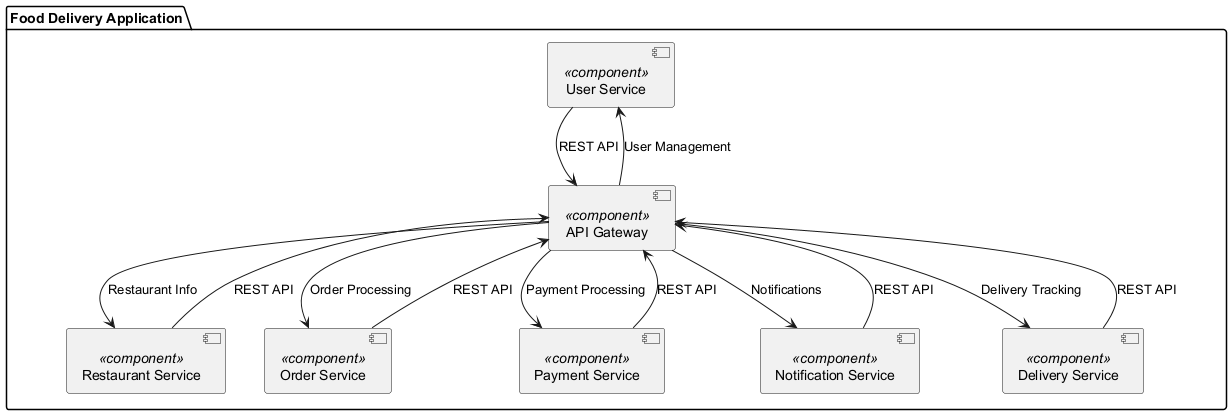 Food Delivery Application
«component»
User Service
REST API
User Management
«component»
API Gateway
Restaurant Info
REST API
Order Processing
REST API
Payment Processing
REST API
Notifications
REST API
Delivery Tracking
REST API
«component»
Restaurant Service
«component»
Order Service
«component»
Payment Service
«component»
Notification Service
«component»
Delivery Service